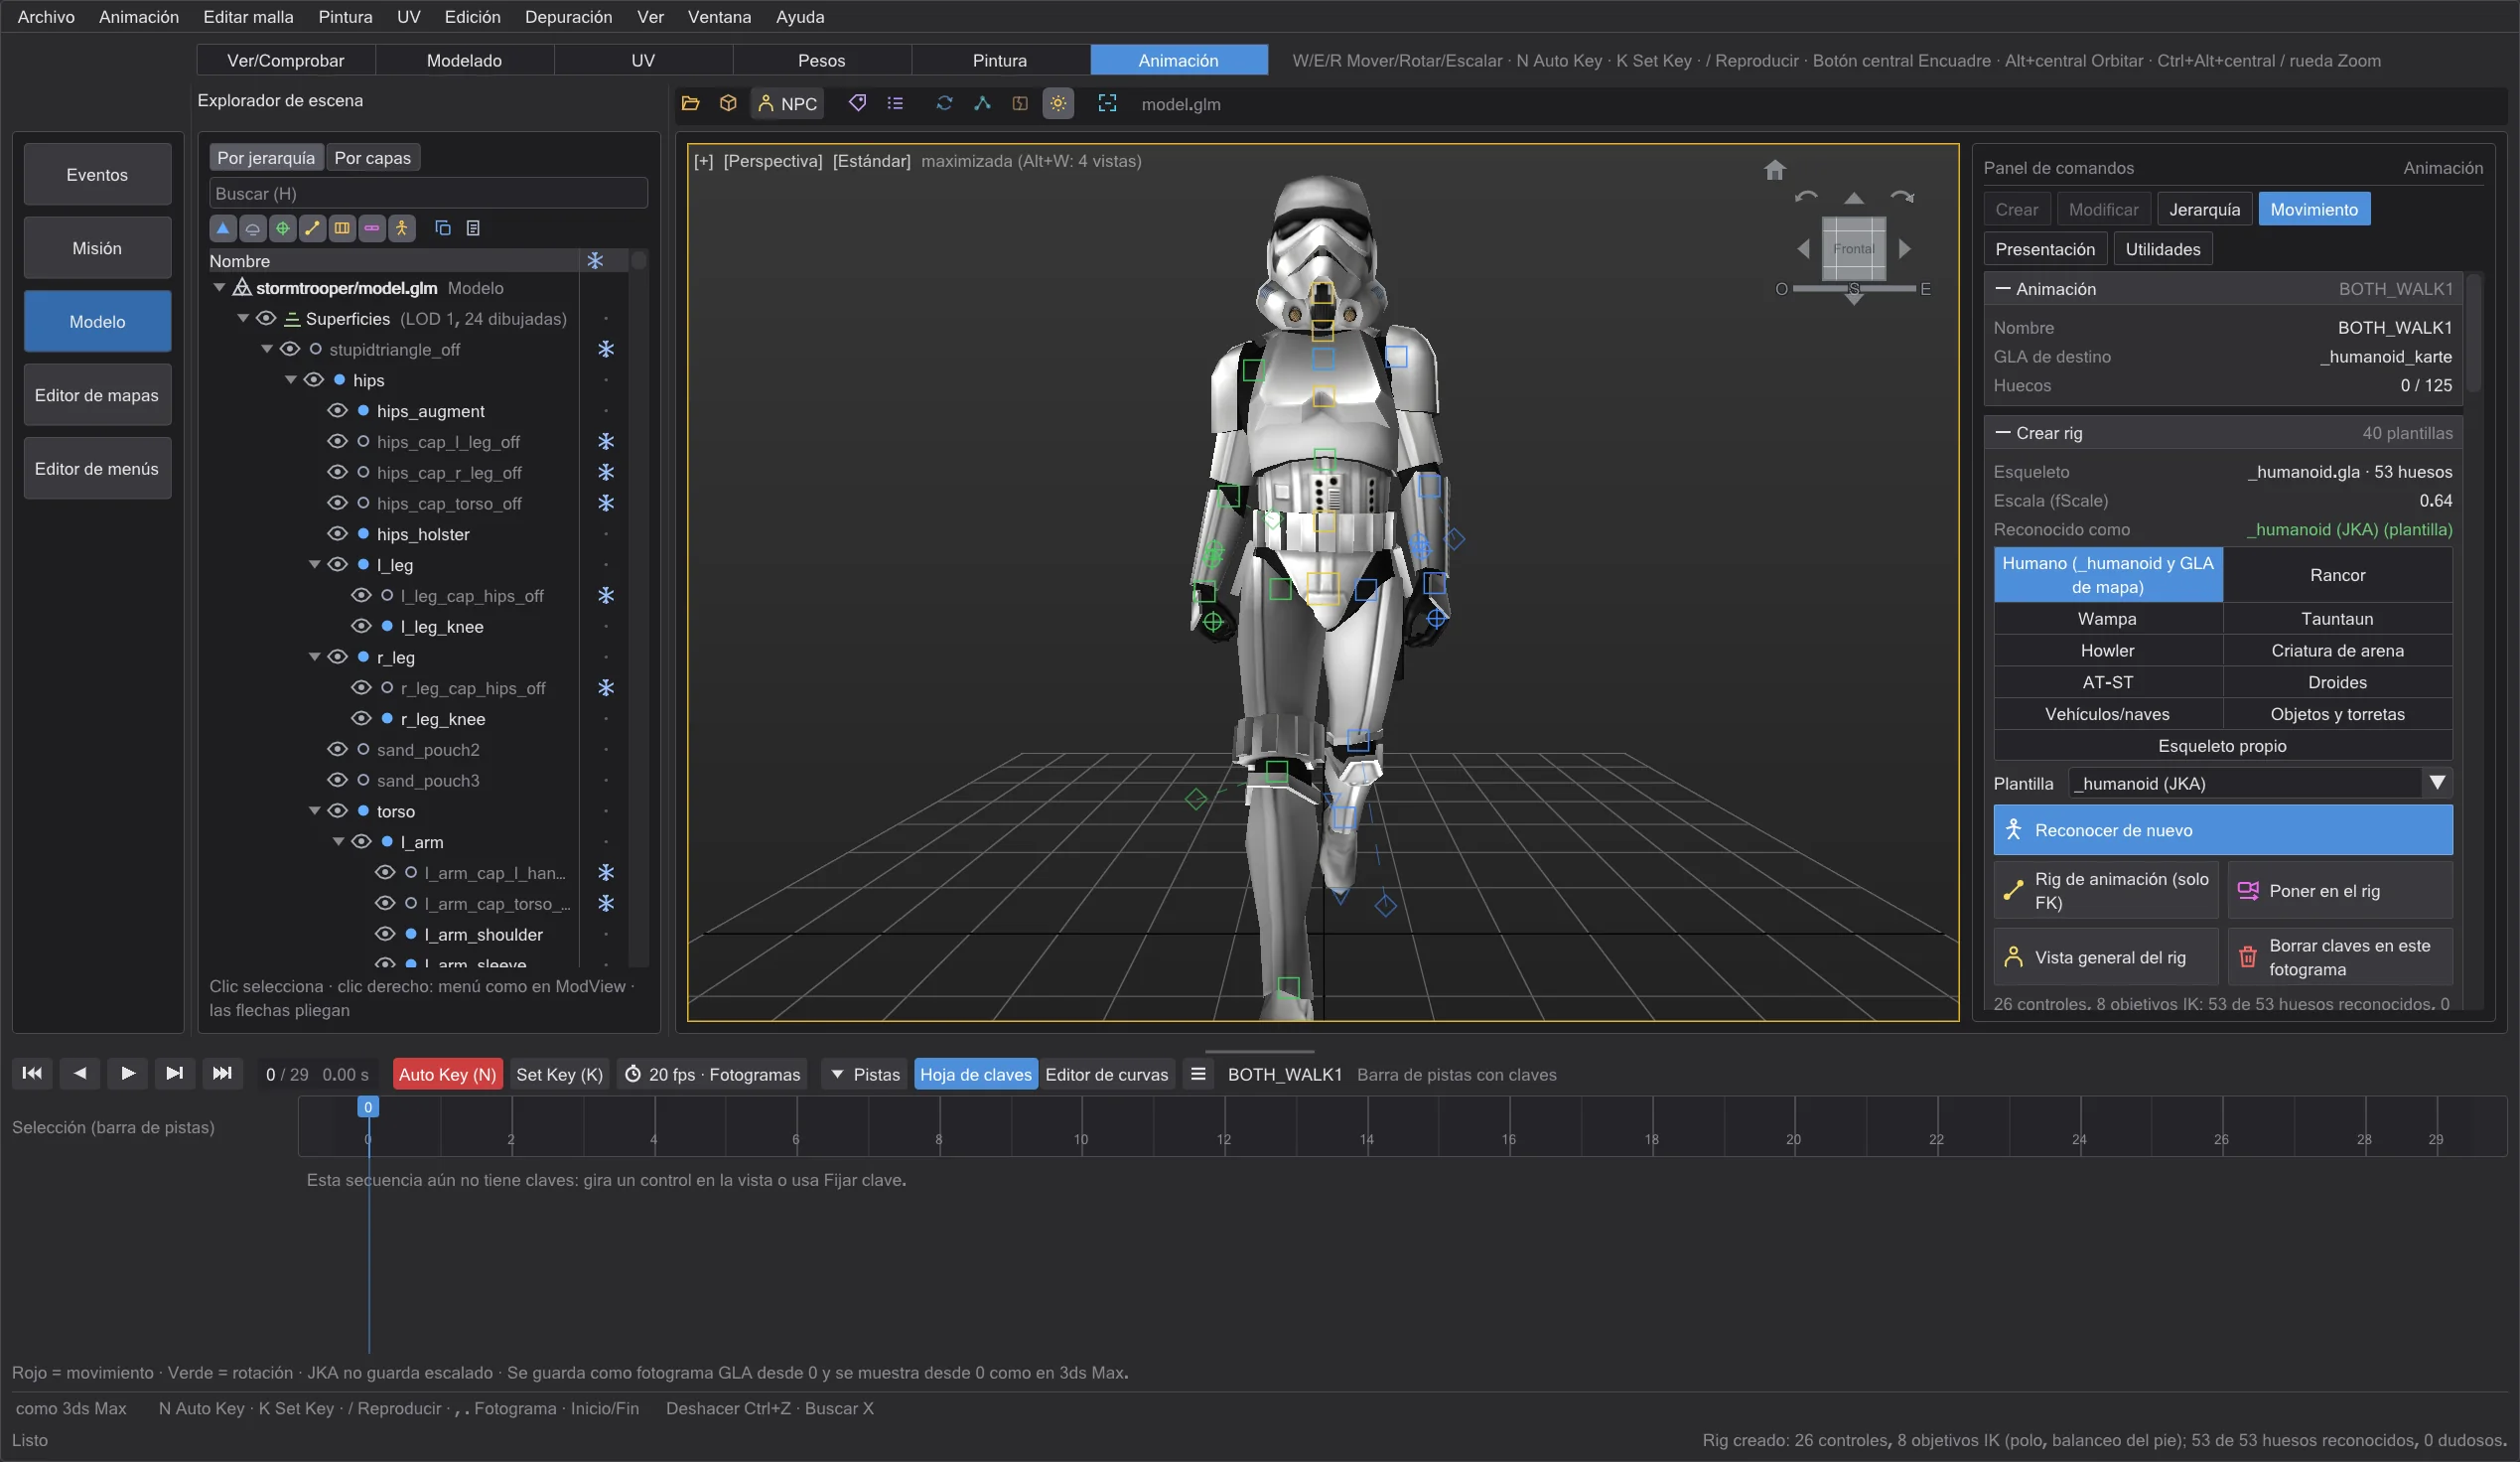 Archivo Animación Editar malla Pintura UV Edición Depuración Ver Ventana Ayuda
Ver/Comprobar Modelado UV Pesos Pintura Animación W/E/R Mover/Rotar/Escalar · N Auto Key · K Set Key · / Reproducir · Botón central Encuadre · Alt+central Orbitar · Ctrl+Alt+central / rueda Zoom
Explorador de escena
NPC model.glm
Eventos
Misión
Modelo
Editor de mapas
Editor de menús
Por jerarquía Por capas
Buscar (H)
Nombre
stormtrooper/model.glm Modelo
Superficies (LOD 1, 24 dibujadas)
stupidtriangle_off
hips
hips_augment
hips_cap_l_leg_off
hips_cap_r_leg_off
hips_cap_torso_off
hips_holster
l_leg
l_leg_cap_hips_off
l_leg_knee
r_leg
r_leg_cap_hips_off
r_leg_knee
sand_pouch2
sand_pouch3
torso
l_arm
l_arm_cap_l_han...
l_arm_cap_torso_...
l_arm_shoulder
l_arm_sleeve
Clic selecciona · clic derecho: menú como en ModView ·
las flechas pliegan
[+] [Perspectiva] [Estándar] maximizada (Alt+W: 4 vistas)
Frontal
O S E
Panel de comandos Animación
Crear Modificar Jerarquía Movimiento
Presentación Utilidades
Animación BOTH_WALK1
Nombre BOTH_WALK1
GLA de destino _humanoid_karte
Huecos 0 / 125
Crear rig 40 plantillas
Esqueleto _humanoid.gla · 53 huesos
Escala (fScale) 0.64
Reconocido como _humanoid (JKA) (plantilla)
Humano (_humanoid y GLA
de mapa) Rancor
Wampa Tauntaun
Howler Criatura de arena
AT-ST Droides
Vehículos/naves Objetos y torretas
Esqueleto propio
Plantilla _humanoid (JKA)
Reconocer de nuevo
Rig de animación (solo
FK) Poner en el rig
Vista general del rig Borrar claves en este
fotograma
26 controles, 8 objetivos IK: 53 de 53 huesos reconocidos, 0
0 / 29 0.00 s Auto Key (N) Set Key (K) 20 fps · Fotogramas Pistas Hoja de claves Editor de curvas BOTH_WALK1 Barra de pistas con claves
0
Selección (barra de pistas)
0 2 4 6 8 10 12 14 16 18 20 22 24 26 28 29
Esta secuencia aún no tiene claves: gira un control en la vista o usa Fijar clave.
Rojo = movimiento · Verde = rotación · JKA no guarda escalado · Se guarda como fotograma GLA desde 0 y se muestra desde 0 como en 3ds Max.
como 3ds Max N Auto Key · K Set Key · / Reproducir · , . Fotograma · Inicio/Fin Deshacer Ctrl+Z · Buscar X
Listo Rig creado: 26 controles, 8 objetivos IK (polo, balanceo del pie); 53 de 53 huesos reconocidos, 0 dudosos.